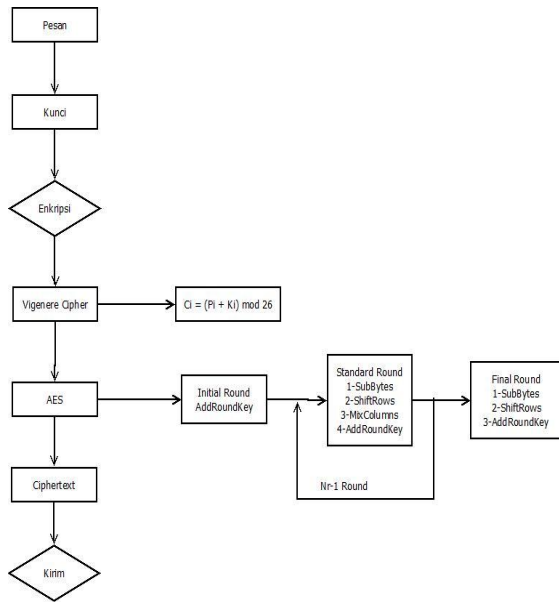 Pesan
Kunci
Enkripsi
Vigenere Cipher
Ci = (Pi + Ki) mod 26
AES
Initial Round
AddRoundKey
Standard Round
1-SubBytes
2-ShiftRows
3-MixColumns
4-AddRoundKey
Final Round
1-SubBytes
2-ShiftRows
3-AddRoundKey
Nr-1 Round
Ciphertext
Kirim